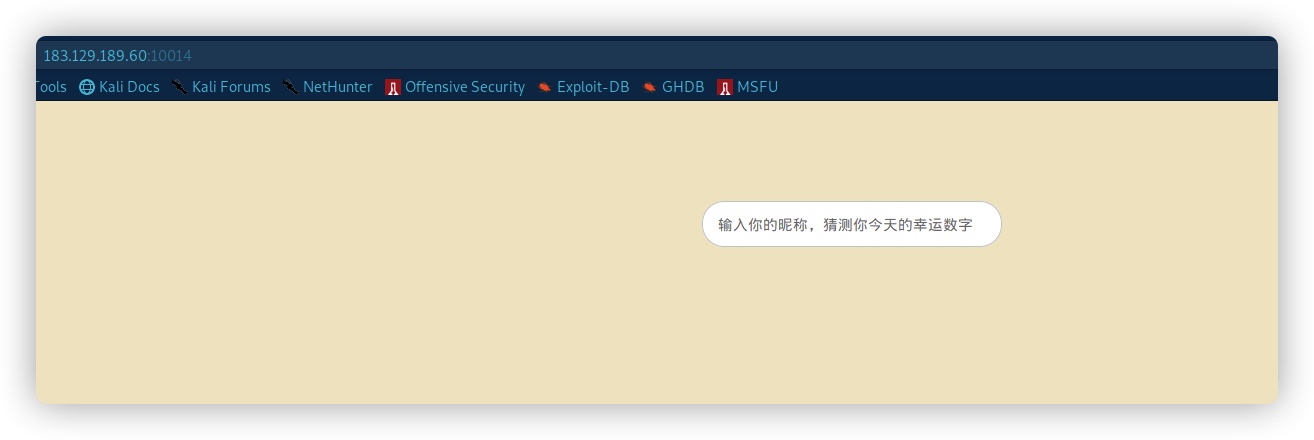 183.129.189.60:10014
Tools Kali Docs Kali Forums NetHunter Offensive Security Exploit-DB GHDB MSFU
输入你的昵称，猜测你今天的幸运数字